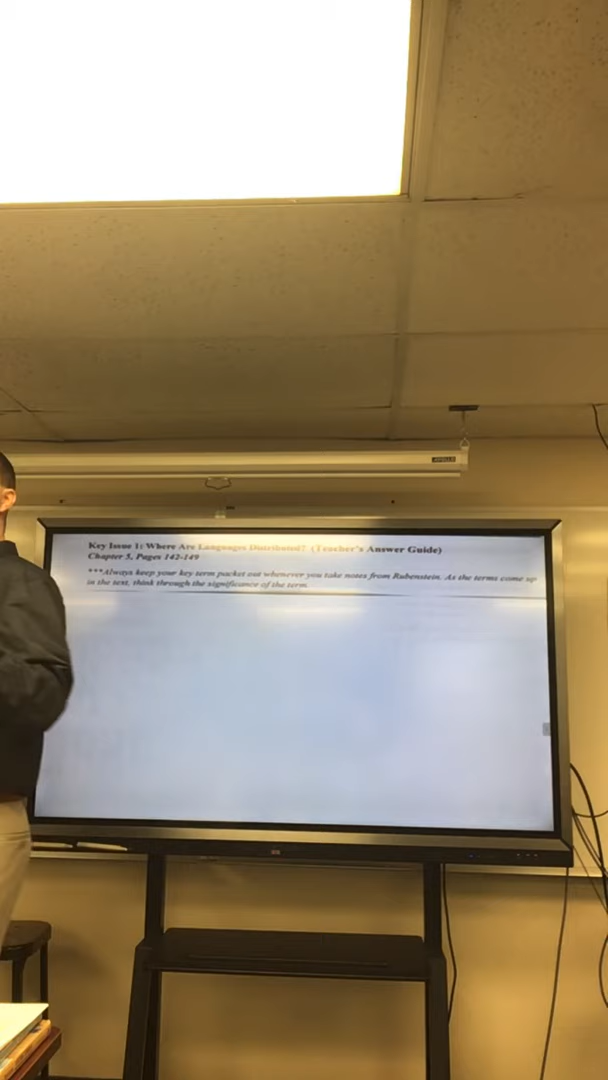 APOLLO
Key Issue 1: Where Are Languages Distributed? (Teacher's Answer Guide)
Chapter 5, Pages 142-149
***Always keep your key term packet out whenever you take notes from Rubenstein. As the terms come up
in the text, think through the significance of the term.